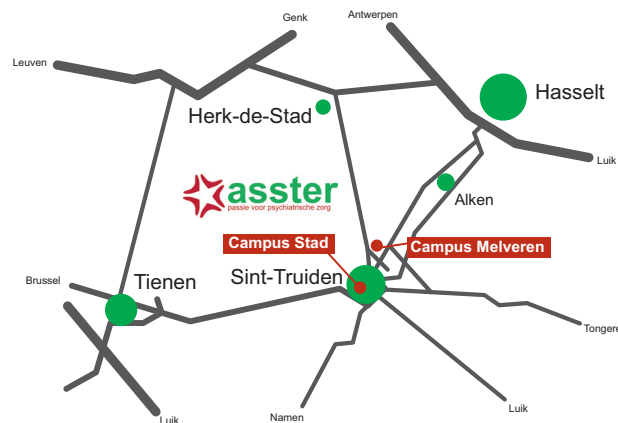 Genk
Antwerpen
Leuven
Hasselt
Herk-de-Stad
Luik
asster
passie voor psychiatrische zorg
Alken
Campus Stad
Campus Melveren
Brussel
Tienen
Sint-Truiden
Tongere
Luik
Namen
Luik